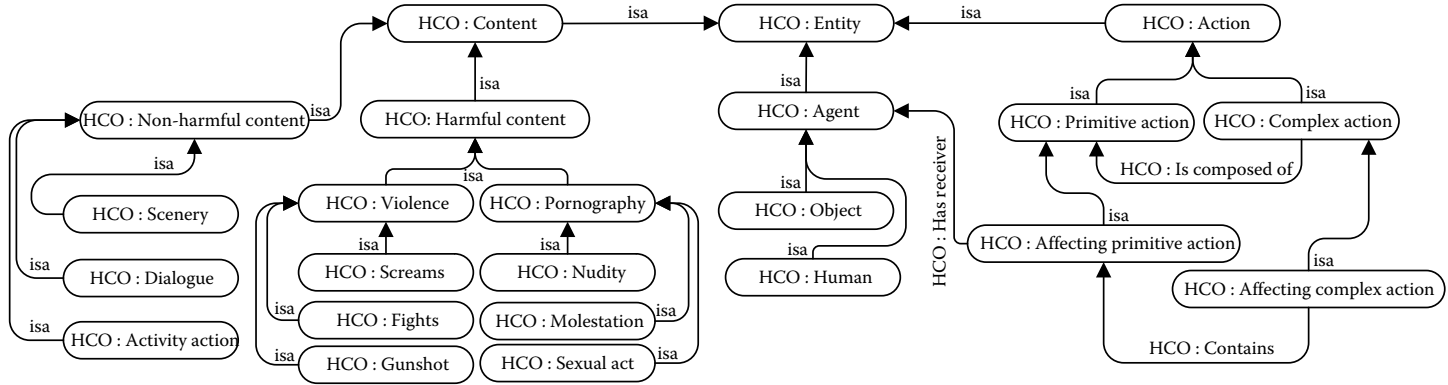 HCO : Content
isa
HCO : Entity
isa
HCO : Action
isa
isa
isa
isa
isa
HCO : Non-harmful content
HCO: Harmful content
HCO : Agent
HCO : Primitive action
HCO : Complex action
isa
isa
HCO : Is composed of
HCO : Has receiver
isa
HCO : Violence
HCO : Pornography
HCO : Scenery
HCO : Object
isa
isa
isa
isa
HCO : Affecting primitive action
isa
isa
HCO : Dialogue
HCO : Screams
HCO : Nudity
HCO : Human
HCO : Affecting complex action
isa
isa
isa
HCO : Fights
HCO : Molestation
HCO : Activity action
HCO : Contains
isa
isa
HCO : Gunshot
HCO : Sexual act